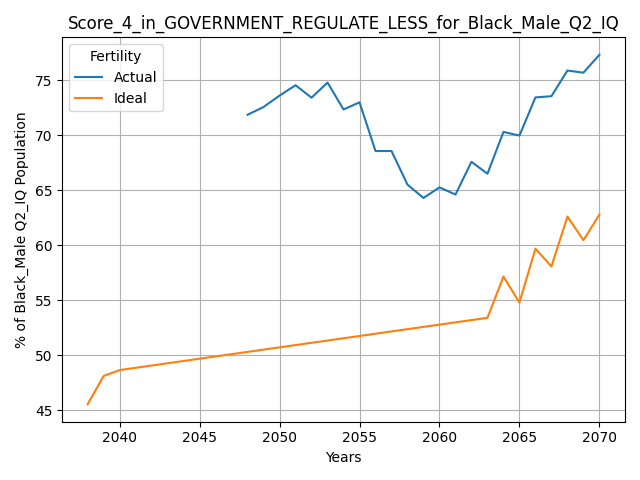 Score_4_in_GOVERNMENT_REGULATE_LESS_for_Black_Male_Q2_IQ
Fertility
Actual
Ideal
% of Black_Male Q2_IQ Population
75
70
65
60
55
50
45
2040
2045
2050
2055
2060
2065
2070
Years